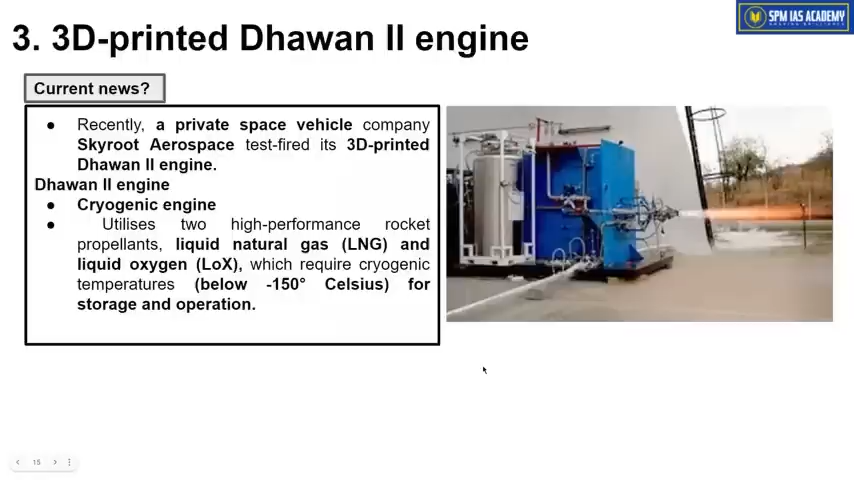 3. 3D-printed Dhawan II engine
SPM IAS ACADEMY
Current news?
● Recently, a private space vehicle company
Skyroot Aerospace test-fired its 3D-printed
Dhawan II engine.
Dhawan II engine
● Cryogenic engine
● Utilises two high-performance rocket
propellants, liquid natural gas (LNG) and
liquid oxygen (LoX), which require cryogenic
temperatures (below -150° Celsius) for
storage and operation.
15